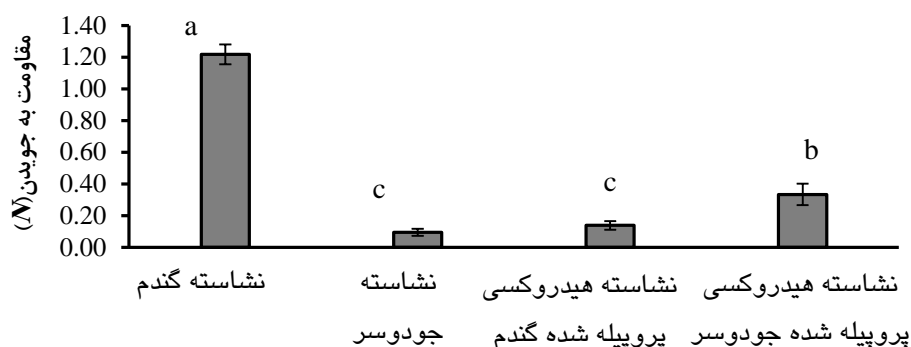 مقاومت به جویدن(N)
1.40
1.20
1.00
0.80
0.60
0.40
0.20
0.00
a
c
c
b
نشاسته گندم
نشاسته
جودوسر
نشاسته هیدروکسی
پروپیله شده گندم
نشاسته هیدروکسی
پروپیله شده جودوسر